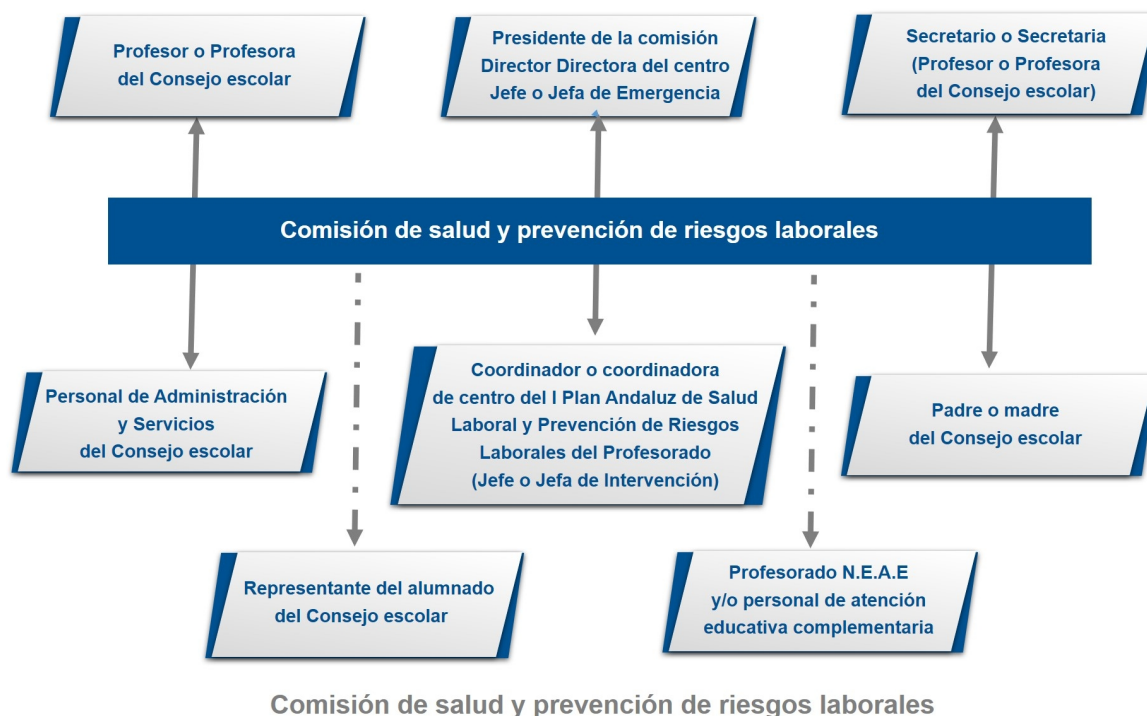 Profesor o Profesora
del Consejo escolar
Presidente de la comisión
Director Directora del centro
Jefe o Jefa de Emergencia
Secretario o Secretaria
(Profesor o Profesora
del Consejo escolar)
Comisión de salud y prevención de riesgos laborales
Personal de Administración
y Servicios
del Consejo escolar
Coordinador o coordinadora
de centro del I Plan Andaluz de Salud
Laboral y Prevención de Riesgos
Laborales del Profesorado
(Jefe o Jefa de Intervención)
Padre o madre
del Consejo escolar
Representante del alumnado
del Consejo escolar
Profesorado N.E.A.E
y/o personal de atención
educativa complementaria
Comisión de salud y prevención de riesgos laborales